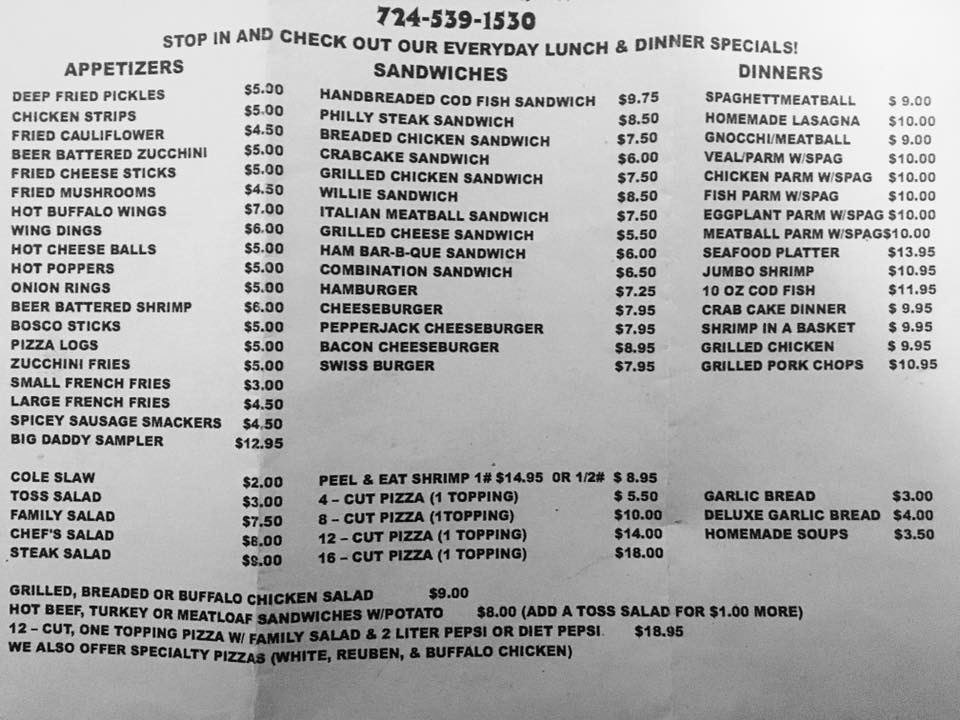 724-539-1530
STOP IN AND CHECK OUT OUR EVERYDAY LUNCH & DINNER SPECIALS!
APPETIZERS
DEEP FRIED PICKLES $5.00
CHICKEN STRIPS $5.00
FRIED CAULIFLOWER $4.50
BEER BATTERED ZUCCHINI $5.00
FRIED CHEESE STICKS $5.00
FRIED MUSHROOMS $4.50
HOT BUFFALO WINGS $7.00
WING DINGS $6.00
HOT CHEESE BALLS $5.00
HOT POPPERS $5.00
ONION RINGS $5.00
BEER BATTERED SHRIMP $6.00
BOSCO STICKS $5.00
PIZZA LOGS $5.00
ZUCCHINI FRIES $5.00
SMALL FRENCH FRIES $3.00
LARGE FRENCH FRIES $4.50
SPICEY SAUSAGE SMACKERS $4.50
BIG DADDY SAMPLER $12.95
COLE SLAW $2.00
TOSS SALAD $3.00
FAMILY SALAD $7.50
CHEF'S SALAD
STEAK SALAD
SANDWICHES
HANDBREADED COD FISH SANDWICH $9.75
PHILLY STEAK SANDWICH $8.50
BREADED CHICKEN SANDWICH $7.50
CRABCAKE SANDWICH $6.00
GRILLED CHICKEN SANDWICH $7.50
WILLIE SANDWICH $8.50
ITALIAN MEATBALL SANDWICH $7.50
GRILLED CHEESE SANDWICH $5.50
HAM BAR-B-QUE SANDWICH $6.00
COMBINATION SANDWICH $6.50
HAMBURGER $7.25
CHEESEBURGER $7.95
PEPPERJACK CHEESEBURGER $7.95
BACON CHEESEBURGER $8.95
SWISS BURGER $7.95
PEEL & EAT SHRIMP 1# $14.95 OR 1/2# $ 8.95
4 – CUT PIZZA (1 TOPPING) $ 5.50
8 – CUT PIZZA (1TOPPING) $10.00
12 – CUT PIZZA (1 TOPPING) $14.00
16 – CUT PIZZA (1 TOPPING) $18.00
DINNERS
SPAGHETTMEATBALL $ 9.00
HOMEMADE LASAGNA $10.00
GNOCCHI/MEATBALL $ 9.00
VEAL/PARM W/SPAG $10.00
CHICKEN PARM W/SPAG $10.00
FISH PARM W/SPAG $10.00
EGGPLANT PARM W/SPAG $10.00
MEATBALL PARM W/SPAG$10.00
SEAFOOD PLATTER $13.95
JUMBO SHRIMP $10.95
10 OZ COD FISH $11.95
CRAB CAKE DINNER $ 9.95
SHRIMP IN A BASKET $ 9.95
GRILLED CHICKEN $ 9.95
GRILLED PORK CHOPS $10.95
GARLIC BREAD $3.00
DELUXE GARLIC BREAD $4.00
HOMEMADE SOUPS $3.50
GRILLED, BREADED OR BUFFALO CHICKEN SALAD $9.00
HOT BEEF, TURKEY OR MEATLOAF SANDWICHES W/POTATO $8.00 (ADD A TOSS SALAD FOR $1.00 MORE)
12 – CUT, ONE TOPPING PIZZA W/ FAMILY SALAD & 2 LITER PEPSI OR DIET PEPSI. $18.95
WE ALSO OFFER SPECIALTY PIZZAS (WHITE, REUBEN, & BUFFALO CHICKEN)